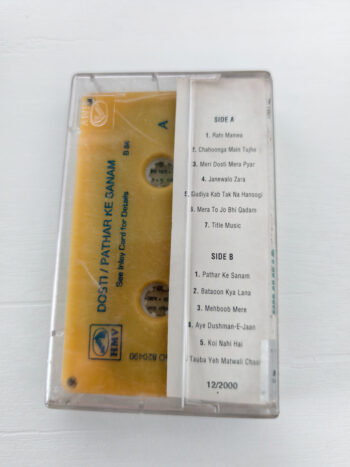 A
B 86
DOSTI / PATHAR KE SANAM
See Inlay Card for Details
HMV
820490
SIDE A
1. Rahi Manwa
2. Chahoonga Main Tujhe
3. Meri Dosti Mera Pyar
4. Janewalo Zara
5. Gudiya Kab Tak Na Hansogi
6. Mera To Jo Bhi Qadam
7. Title Music
SIDE B
1. Pathar Ke Sanam
2. Bataoon Kya Lana
3. Mehboob Mere
4. Aye Dushman-E-Jaan
5. Koi Nahi Hai
Tauba Yeh Matwali Chaal
12/2000